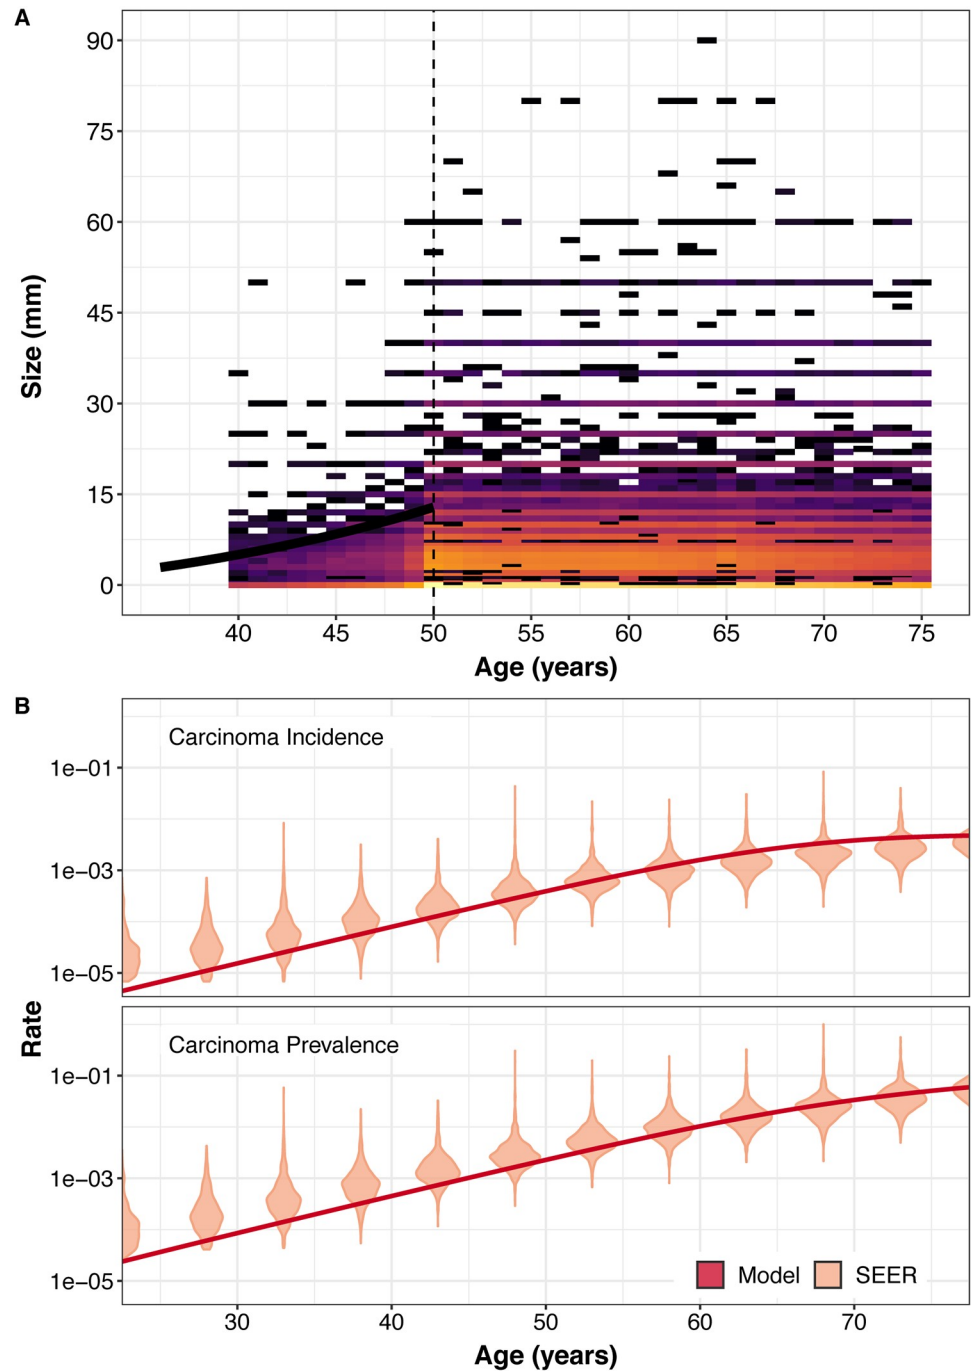 A
90
75
60
45
30
15
0
Size (mm)
40 45 50 55 60 65 70 75
Age (years)
B
Carcinoma Incidence
1e−01
1e−03
1e−05
Rate
Carcinoma Prevalence
1e−01
1e−03
1e−05
Model SEER
30 40 50 60 70
Age (years)